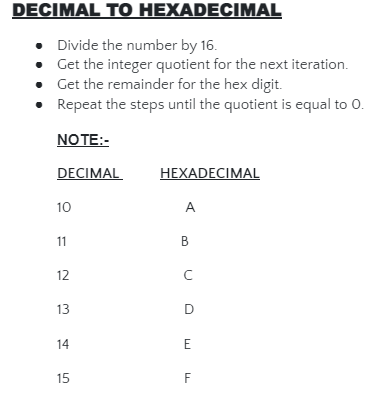 DECIMAL TO HEXADECIMAL
● Divide the number by 16.
● Get the integer quotient for the next iteration.
● Get the remainder for the hex digit.
● Repeat the steps until the quotient is equal to 0.
NOTE:-
DECIMAL HEXADECIMAL
10 A
11 B
12 C
13 D
14 E
15 F